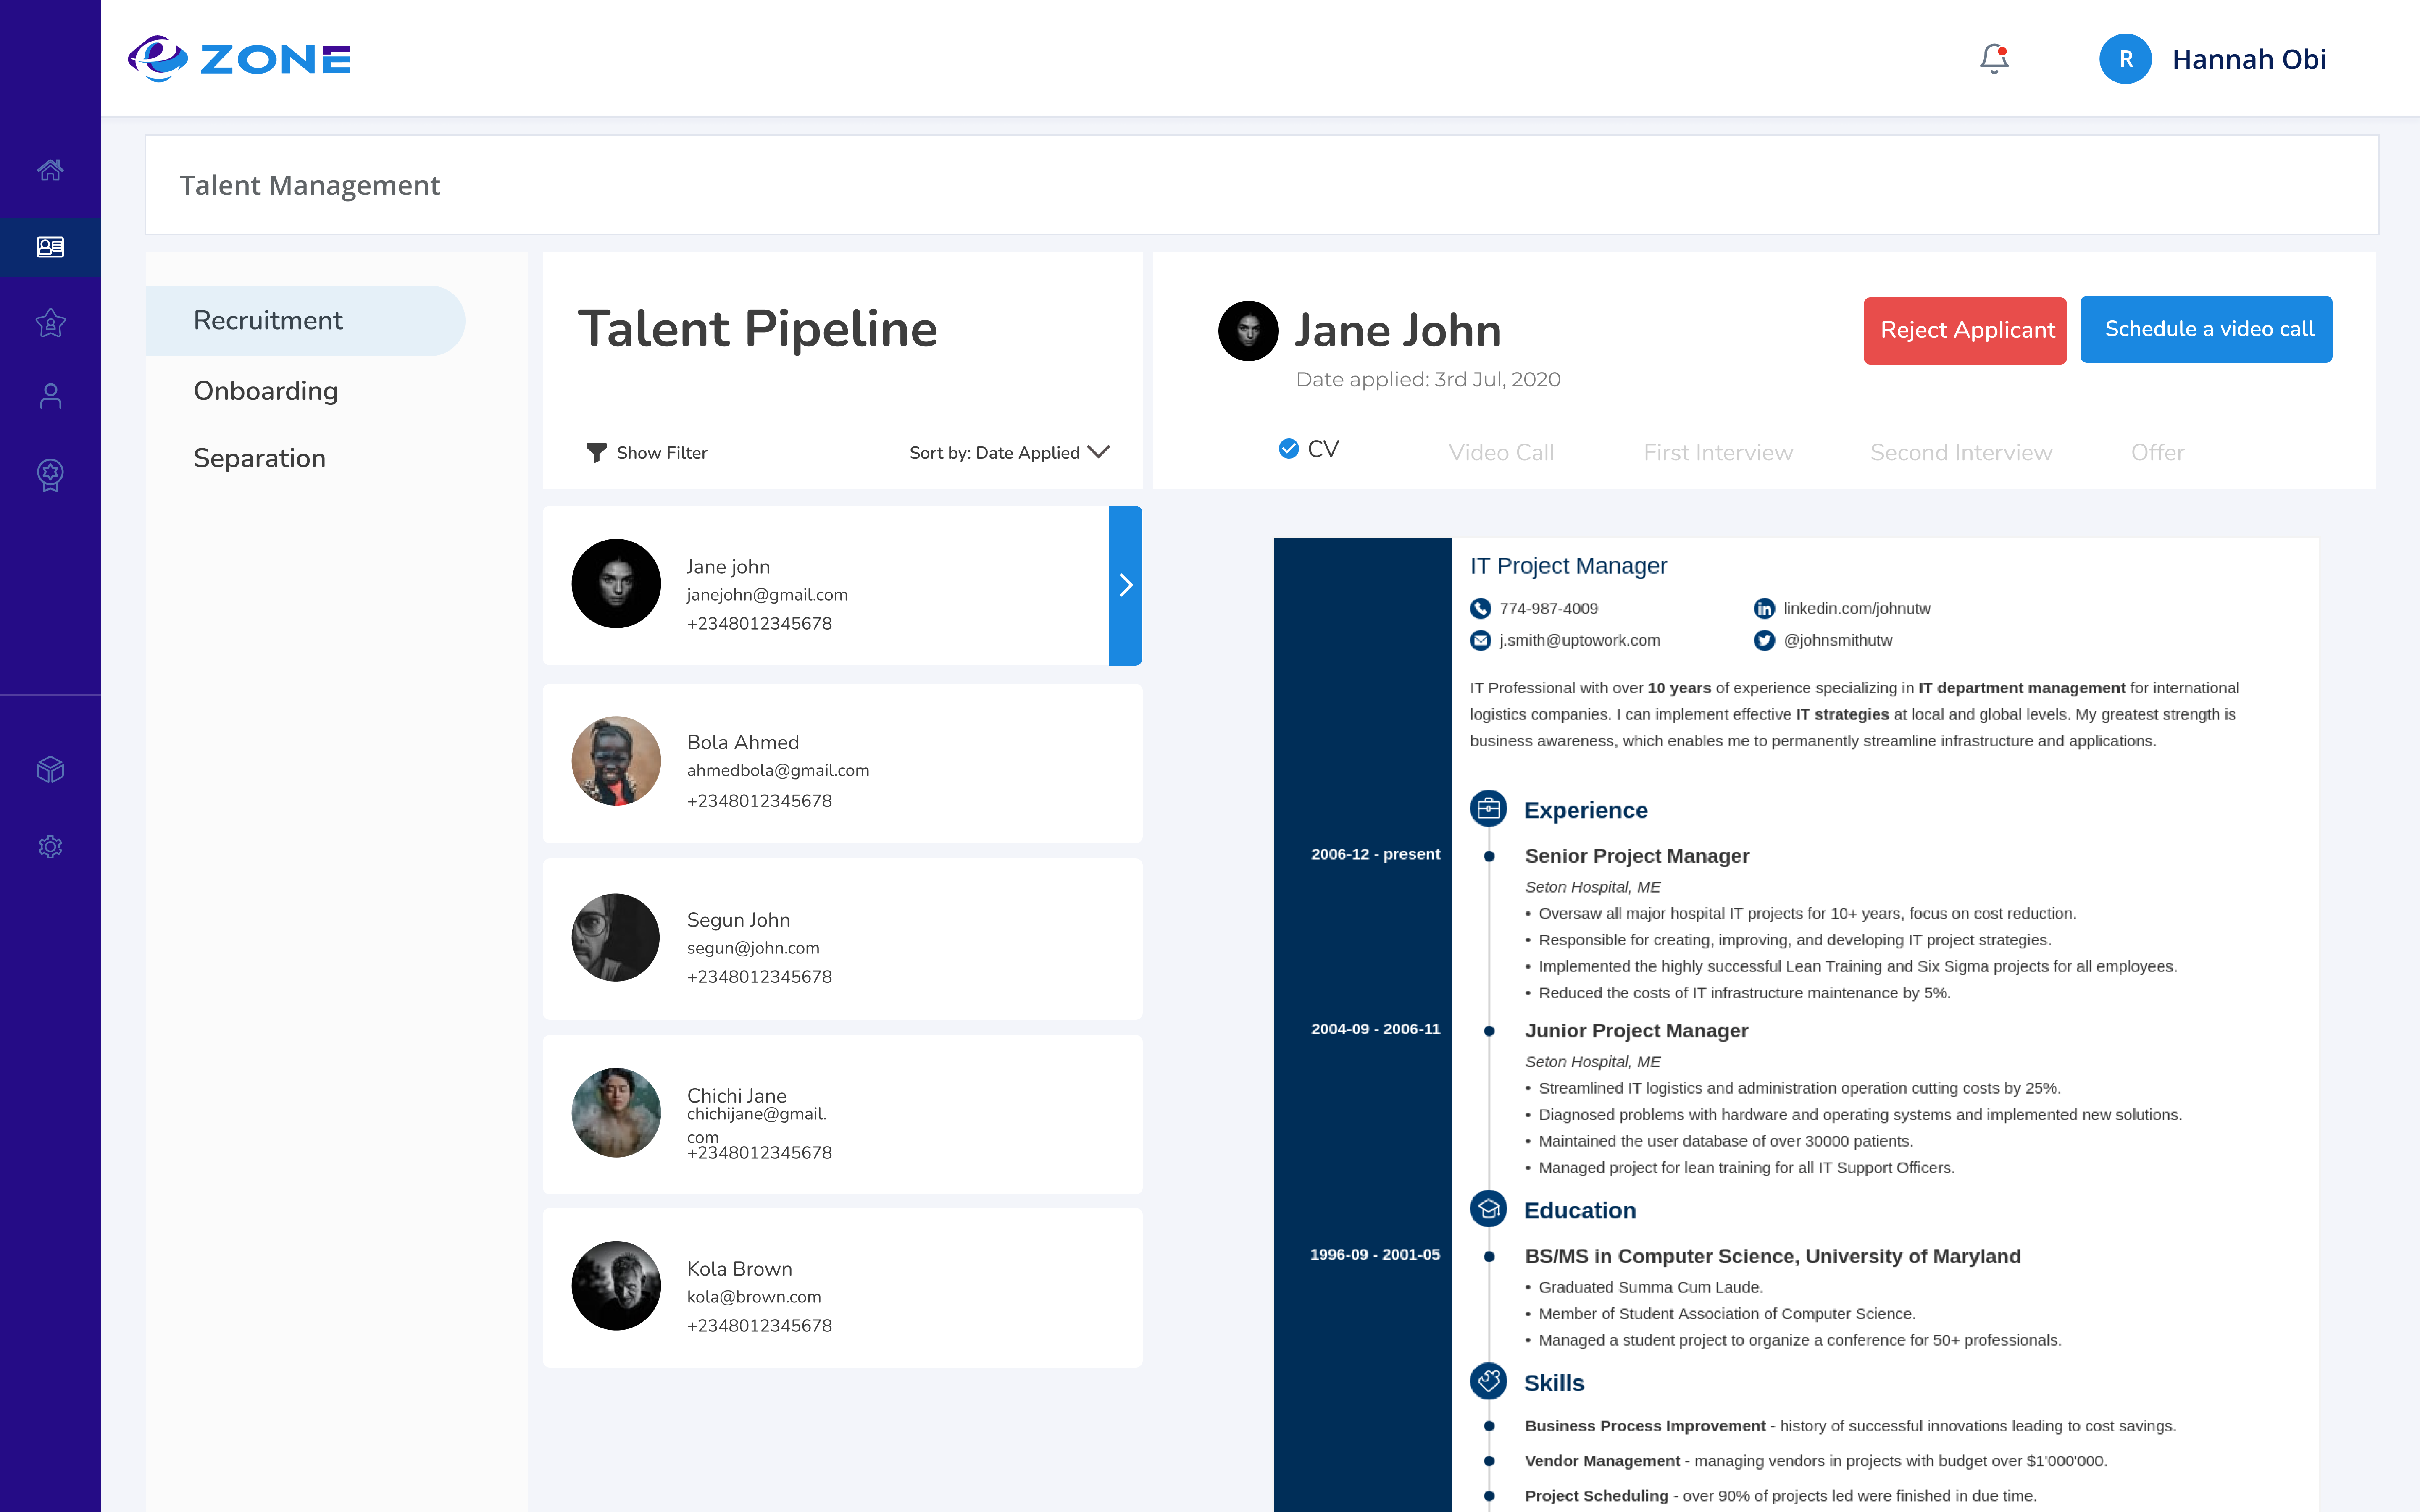 ZONE
R
Hannah Obi
Talent Management
Recruitment
Onboarding
Separation
Talent Pipeline
Show Filter
Sort by: Date Applied
Jane john
janejohn@gmail.com
+2348012345678
Bola Ahmed
ahmedbola@gmail.com
+2348012345678
Segun John
segun@john.com
+2348012345678
Chichi Jane
chichijane@gmail.
com
+2348012345678
Kola Brown
kola@brown.com
+2348012345678
Jane John
Date applied: 3rd Jul, 2020
Reject Applicant
Schedule a video call
CV
Video Call
First Interview
Second Interview
Offer
IT Project Manager
774-987-4009
linkedin.com/johnutw
j.smith@uptowork.com
@johnsmithutw
IT Professional with over 10 years of experience specializing in IT department management for international
logistics companies. I can implement effective IT strategies at local and global levels. My greatest strength is
business awareness, which enables me to permanently streamline infrastructure and applications.
Experience
2006-12 - present
Senior Project Manager
Seton Hospital, ME
• Oversaw all major hospital IT projects for 10+ years, focus on cost reduction.
• Responsible for creating, improving, and developing IT project strategies.
• Implemented the highly successful Lean Training and Six Sigma projects for all employees.
• Reduced the costs of IT infrastructure maintenance by 5%.
2004-09 - 2006-11
Junior Project Manager
Seton Hospital, ME
• Streamlined IT logistics and administration operation cutting costs by 25%.
• Diagnosed problems with hardware and operating systems and implemented new solutions.
• Maintained the user database of over 30000 patients.
• Managed project for lean training for all IT Support Officers.
Education
1996-09 - 2001-05
BS/MS in Computer Science, University of Maryland
• Graduated Summa Cum Laude.
• Member of Student Association of Computer Science.
• Managed a student project to organize a conference for 50+ professionals.
Skills
Business Process Improvement - history of successful innovations leading to cost savings.
Vendor Management - managing vendors in projects with budget over $1'000'000.
Project Scheduling - over 90% of projects led were finished in due time.